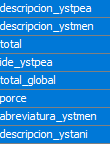 descripcion_ystpea
descripcion_ystmen
total
ide_ystpea
total_global
porce
abreviatura_ystmen
descripcion_ystani